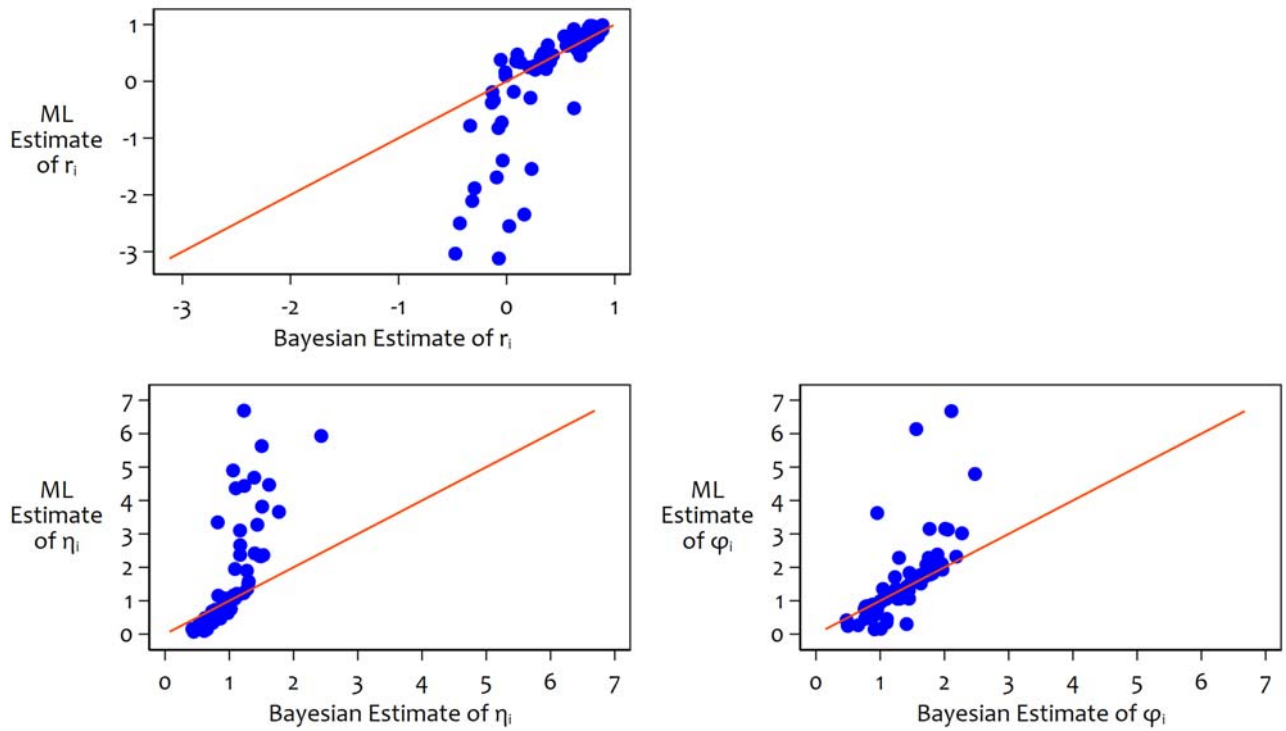 1
0
-1
-2
-3
ML
Estimate
of rᵢ
-3 -2 -1 0 1
Bayesian Estimate of rᵢ
7
6
5
4
3
2
1
0
ML
Estimate
of ηᵢ
0 1 2 3 4 5 6 7
Bayesian Estimate of ηᵢ
7
6
5
4
3
2
1
0
ML
Estimate
of φᵢ
0 1 2 3 4 5 6 7
Bayesian Estimate of φᵢ